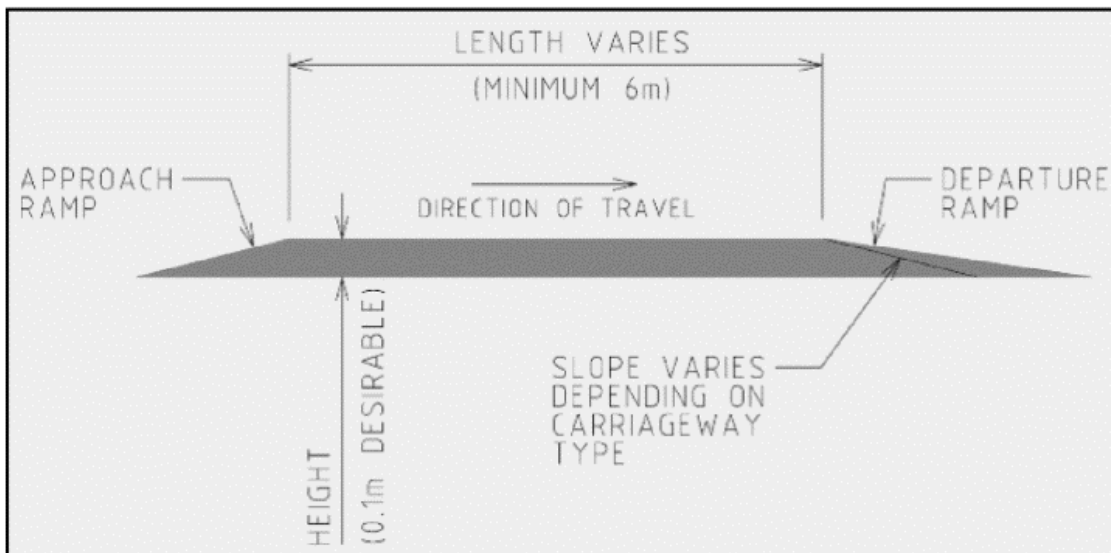 LENGTH VARIES
(MINIMUM 6m)
APPROACH
RAMP
DIRECTION OF TRAVEL
DEPARTURE
RAMP
HEIGHT
(0.1m DESIRABLE)
SLOPE VARIES
DEPENDING ON
CARRIAGEWAY
TYPE